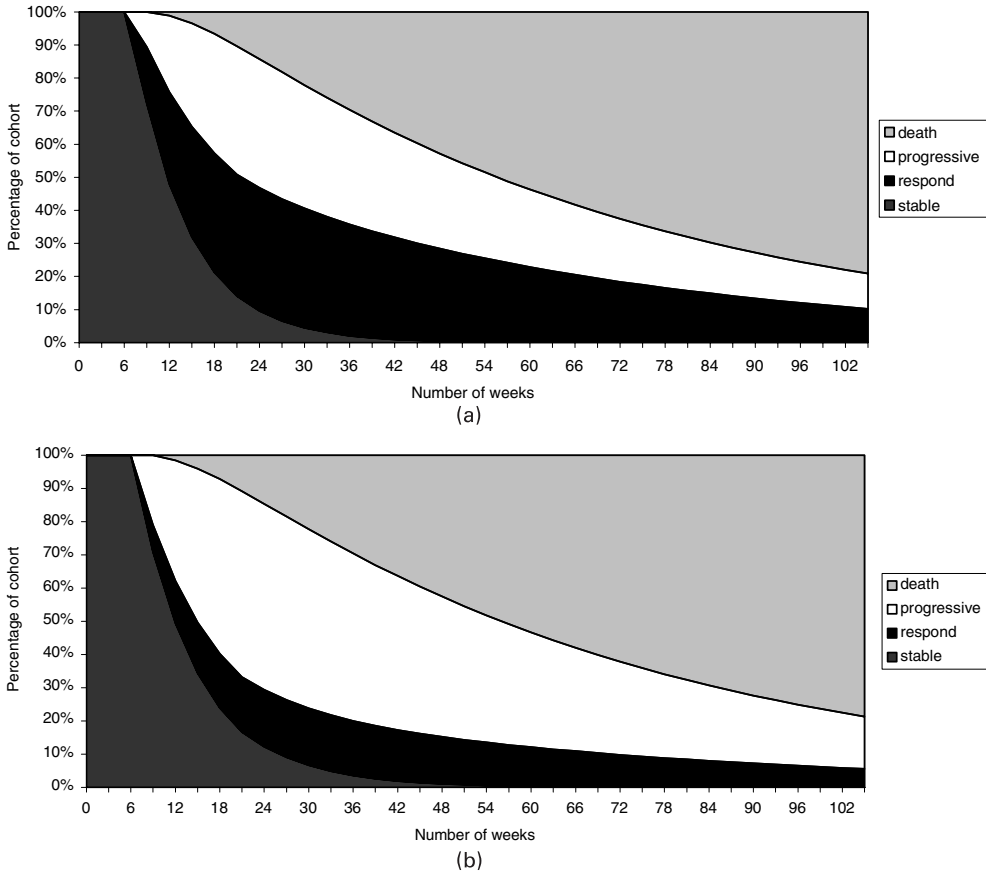 100%
90%
80%
70%
60%
50%
40%
30%
20%
10%
0%
Percentage of cohort
0 6 12 18 24 30 36 42 48 54 60 66 72 78 84 90 96 102
Number of weeks
death
progressive
respond
stable
(a)
100%
90%
80%
70%
60%
50%
40%
30%
20%
10%
0%
Percentage of cohort
0 6 12 18 24 30 36 42 48 54 60 66 72 78 84 90 96 102
Number of weeks
death
progressive
respond
stable
(b)